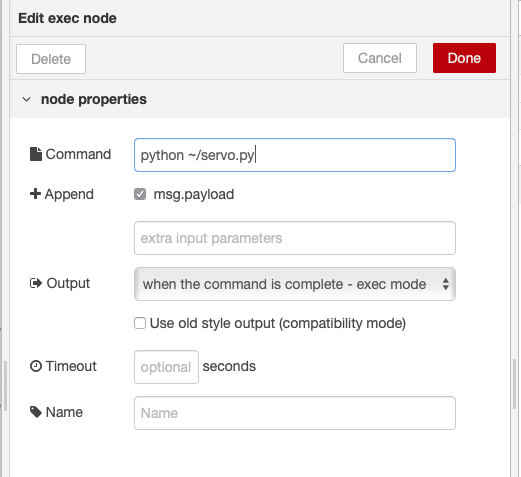 Edit exec node
Delete
Cancel
Done
node properties
Command
python ~/servo.py
Append
msg.payload
extra input parameters
Output
when the command is complete - exec mode
Use old style output (compatibility mode)
Timeout
optional
seconds
Name
Name